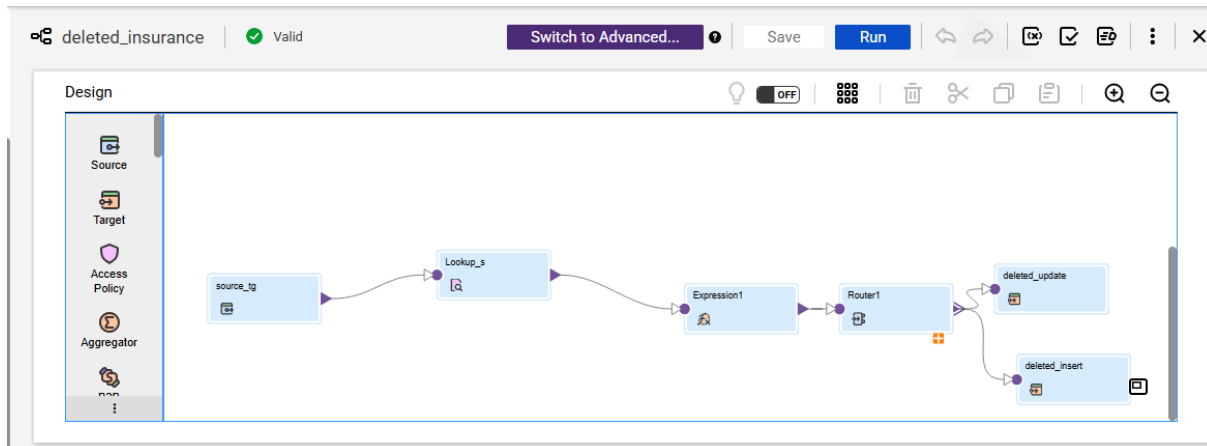 deleted_insurance
Valid
Switch to Advanced...
Save
Run
Design
OFF
Source
Target
Access
Policy
Aggregator
source_tg
Lookup_s
Expression1
Router1
deleted_update
deleted_insert